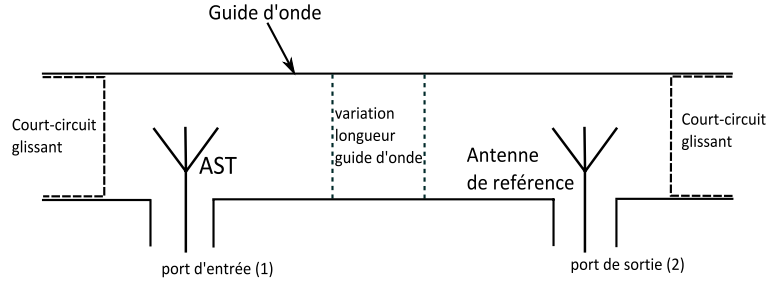 Guide d'onde
Court-circuit
glissant
AST
variation
longueur
guide d'onde
Antenne
de reférence
Court-circuit
glissant
port d'entrée (1)
port de sortie (2)